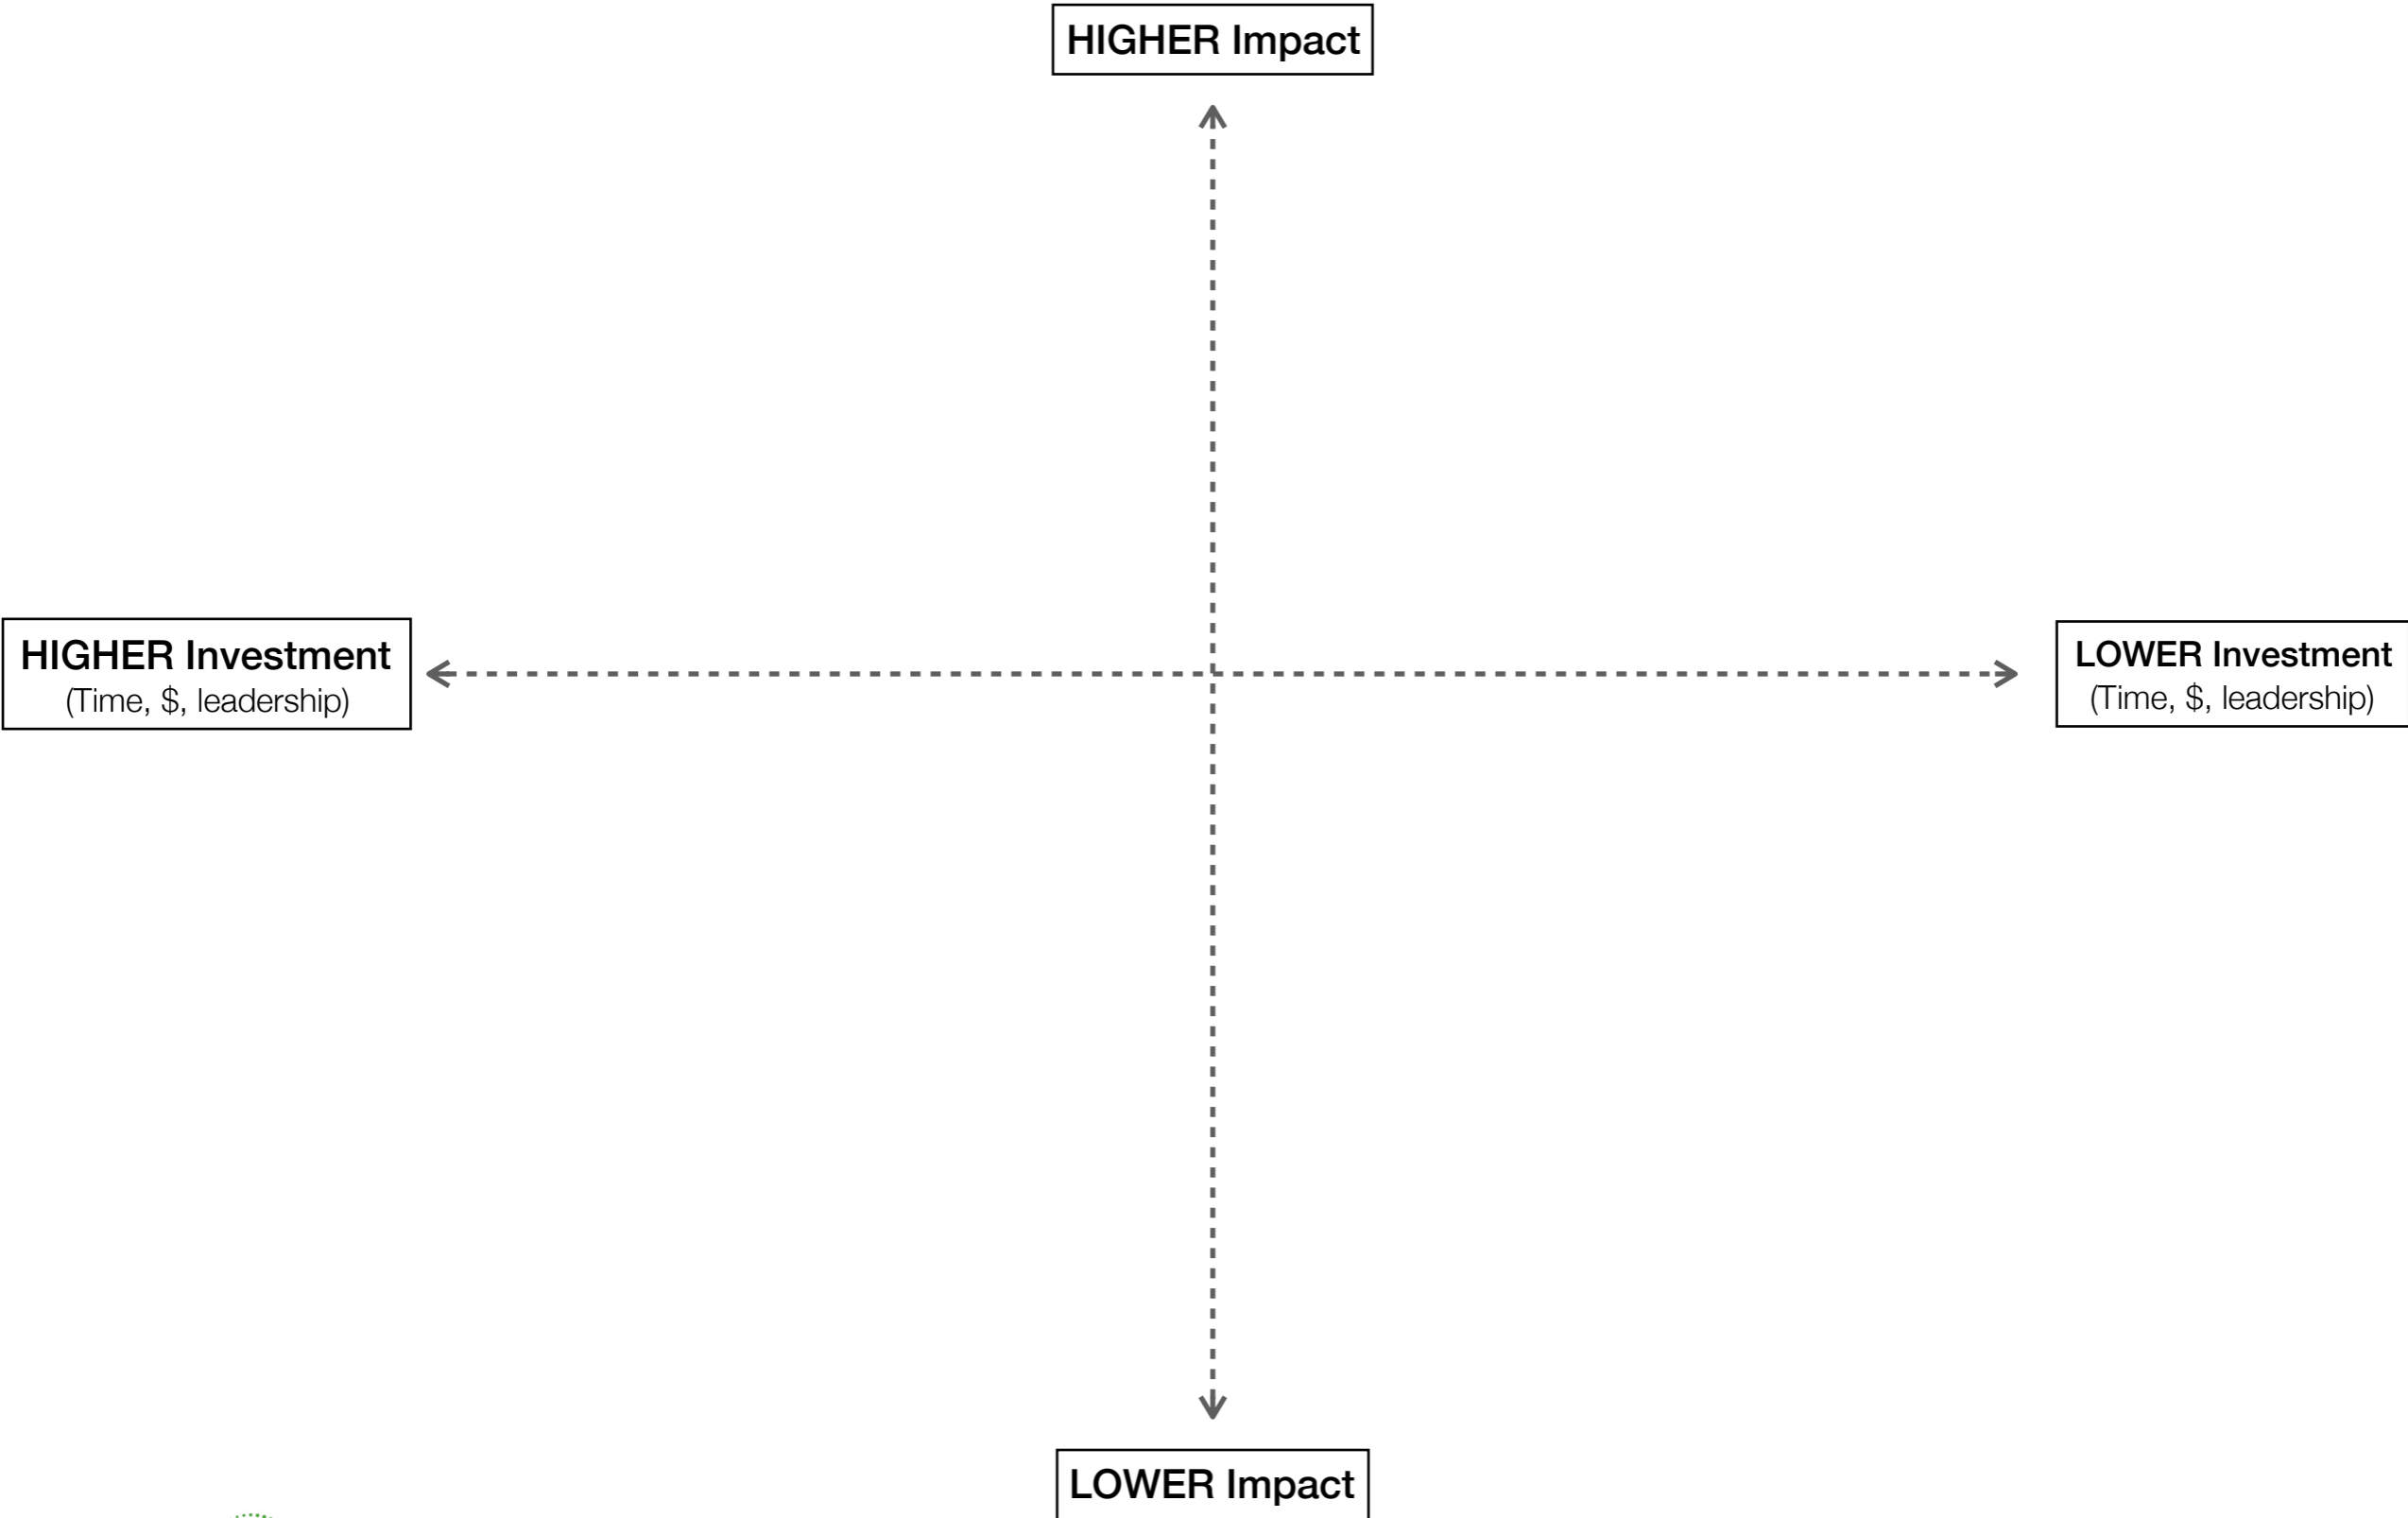 HIGHER Impact
HIGHER Investment
(Time, $, leadership)
LOWER Investment
(Time, $, leadership)
LOWER Impact